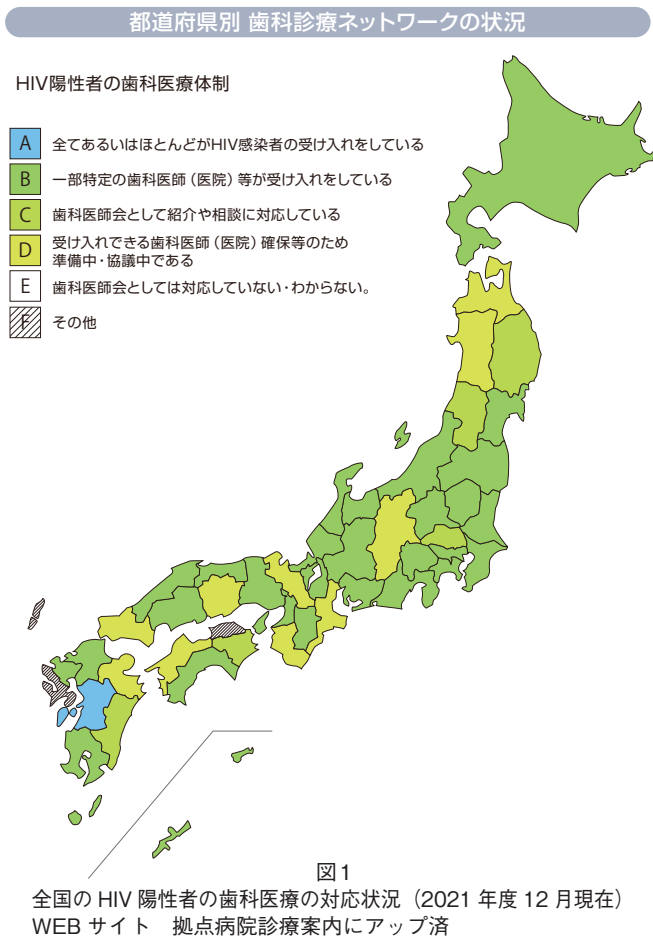 都道府県別 歯科診療ネットワークの状況
HIV陽性者の歯科医療体制
A 全てあるいはほとんどがHIV感染者の受け入れをしている
B 一部特定の歯科医師（医院）等が受け入れをしている
C 歯科医師会として紹介や相談に対応している
D 受け入れできる歯科医師（医院）確保等のため
準備中・協議中である
E 歯科医師会としては対応していない・わからない。
F その他
図1
全国の HIV 陽性者の歯科医療の対応状況（2021 年度 12 月現在）
WEB サイト　拠点病院診療案内にアップ済